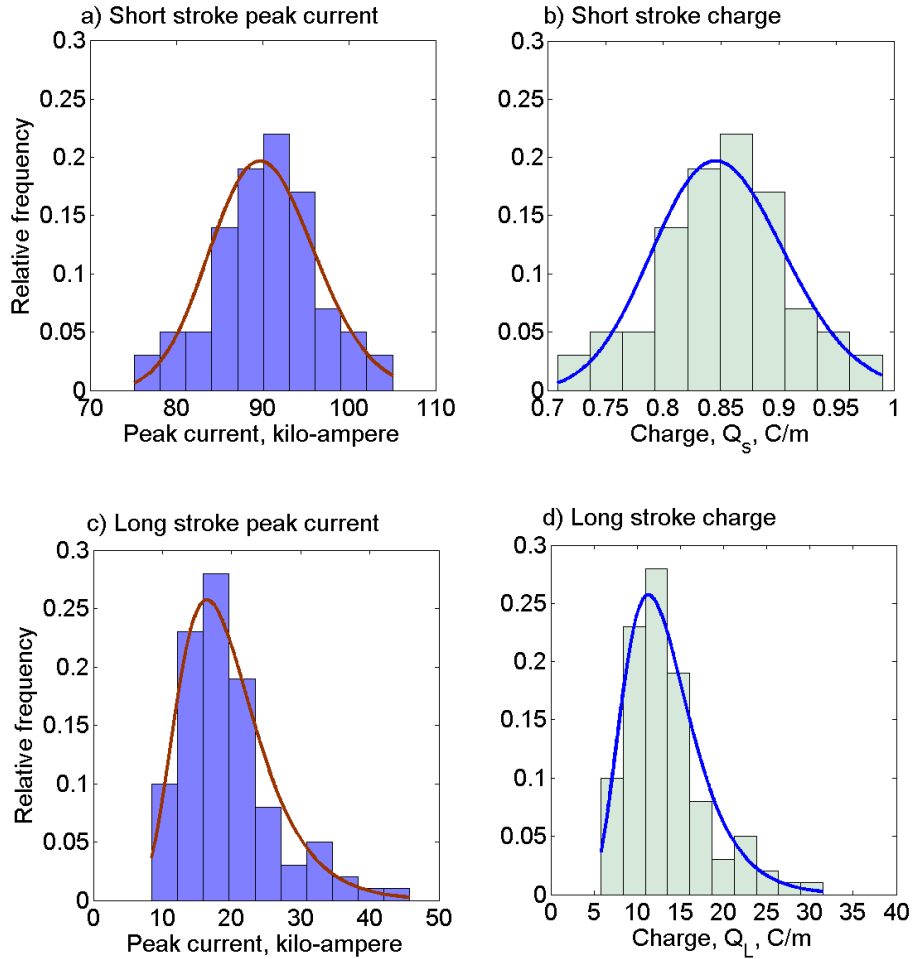 a) Short stroke peak current
0.3
0.25
0.2
0.15
0.1
0.05
0
Relative frequency
70 80 90 100 110
Peak current, kilo-ampere
b) Short stroke charge
0.3
0.25
0.2
0.15
0.1
0.05
0
0.7 0.75 0.8 0.85 0.9 0.95 1
Charge, Qs, C/m
c) Long stroke peak current
0.3
0.25
0.2
0.15
0.1
0.05
0
Relative frequency
0 10 20 30 40 50
Peak current, kilo-ampere
d) Long stroke charge
0.3
0.25
0.2
0.15
0.1
0.05
0
0 5 10 15 20 25 30 35 40
Charge, QL, C/m